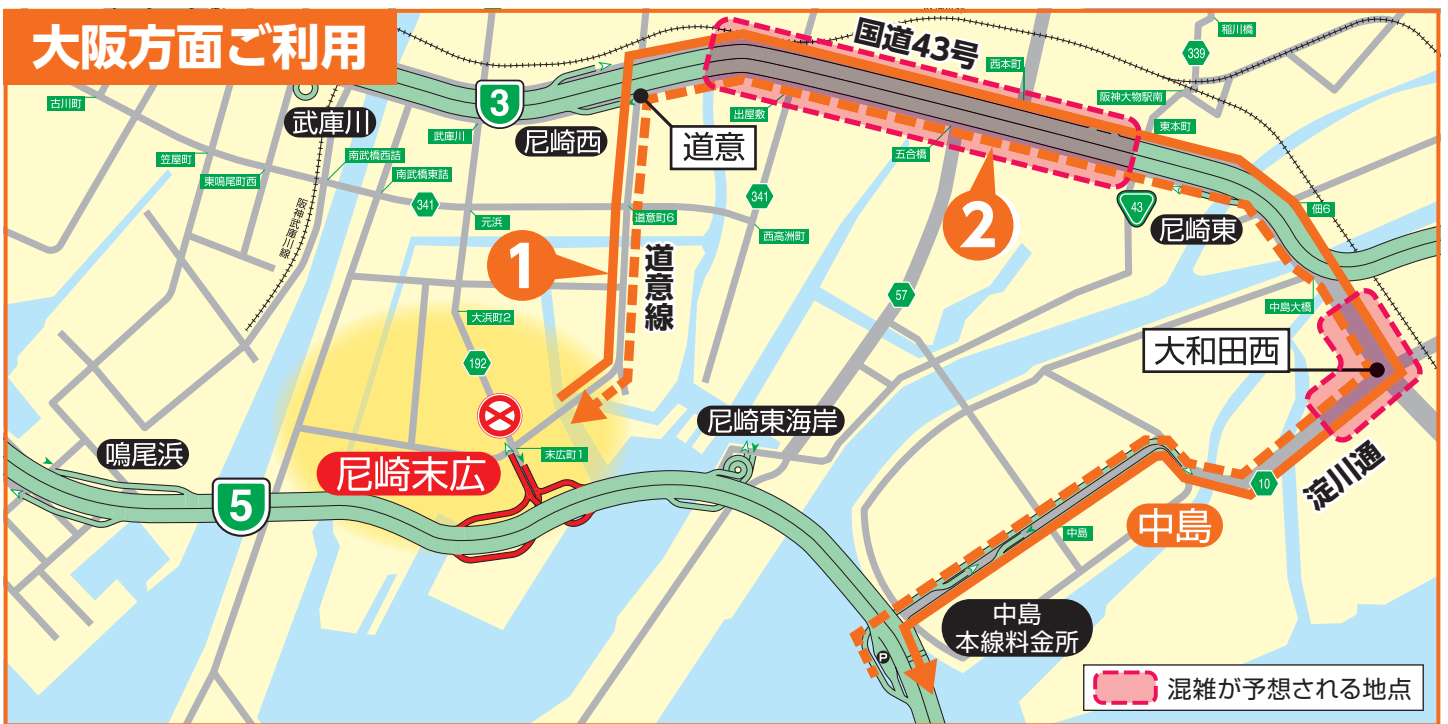 大阪方面ご利用
3
国道43号
339
稲川橋
西本町
阪神大物駅南
古川町
武庫川
武庫川
尼崎西
道意
出屋敷
東本町
五合橋
笠屋町
南武橋西詰
東鳴尾町西
南武橋東詰
341
341
43
2
阪神武庫川線
元浜
道意町6
西高洲町
尼崎東
佃6
1
道意線
57
中島大橋
大浜町2
192
大和田西
尼崎東海岸
鳴尾浜
尼崎末広
末広町1
5
10
淀川通
中島
中島
中島
本線料金所
P
混雑が予想される地点